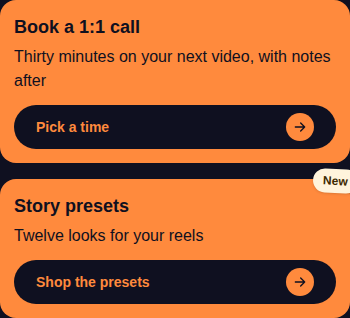 Book a 1:1 call
Thirty minutes on your next video, with notes
after
Pick a time
New
Story presets
Twelve looks for your reels
Shop the presets